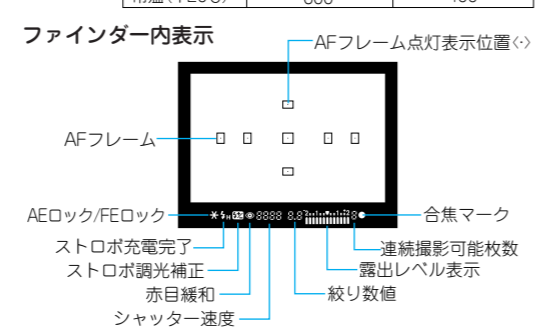 ファインダー内表示
AFフレーム点灯表示位置<·>
AFフレーム
AEロック/FEロック
合焦マーク
ストロボ充電完了
連続撮影可能枚数
ストロボ調光補正
露出レベル表示
赤目緩和
絞り数値
シャッター速度